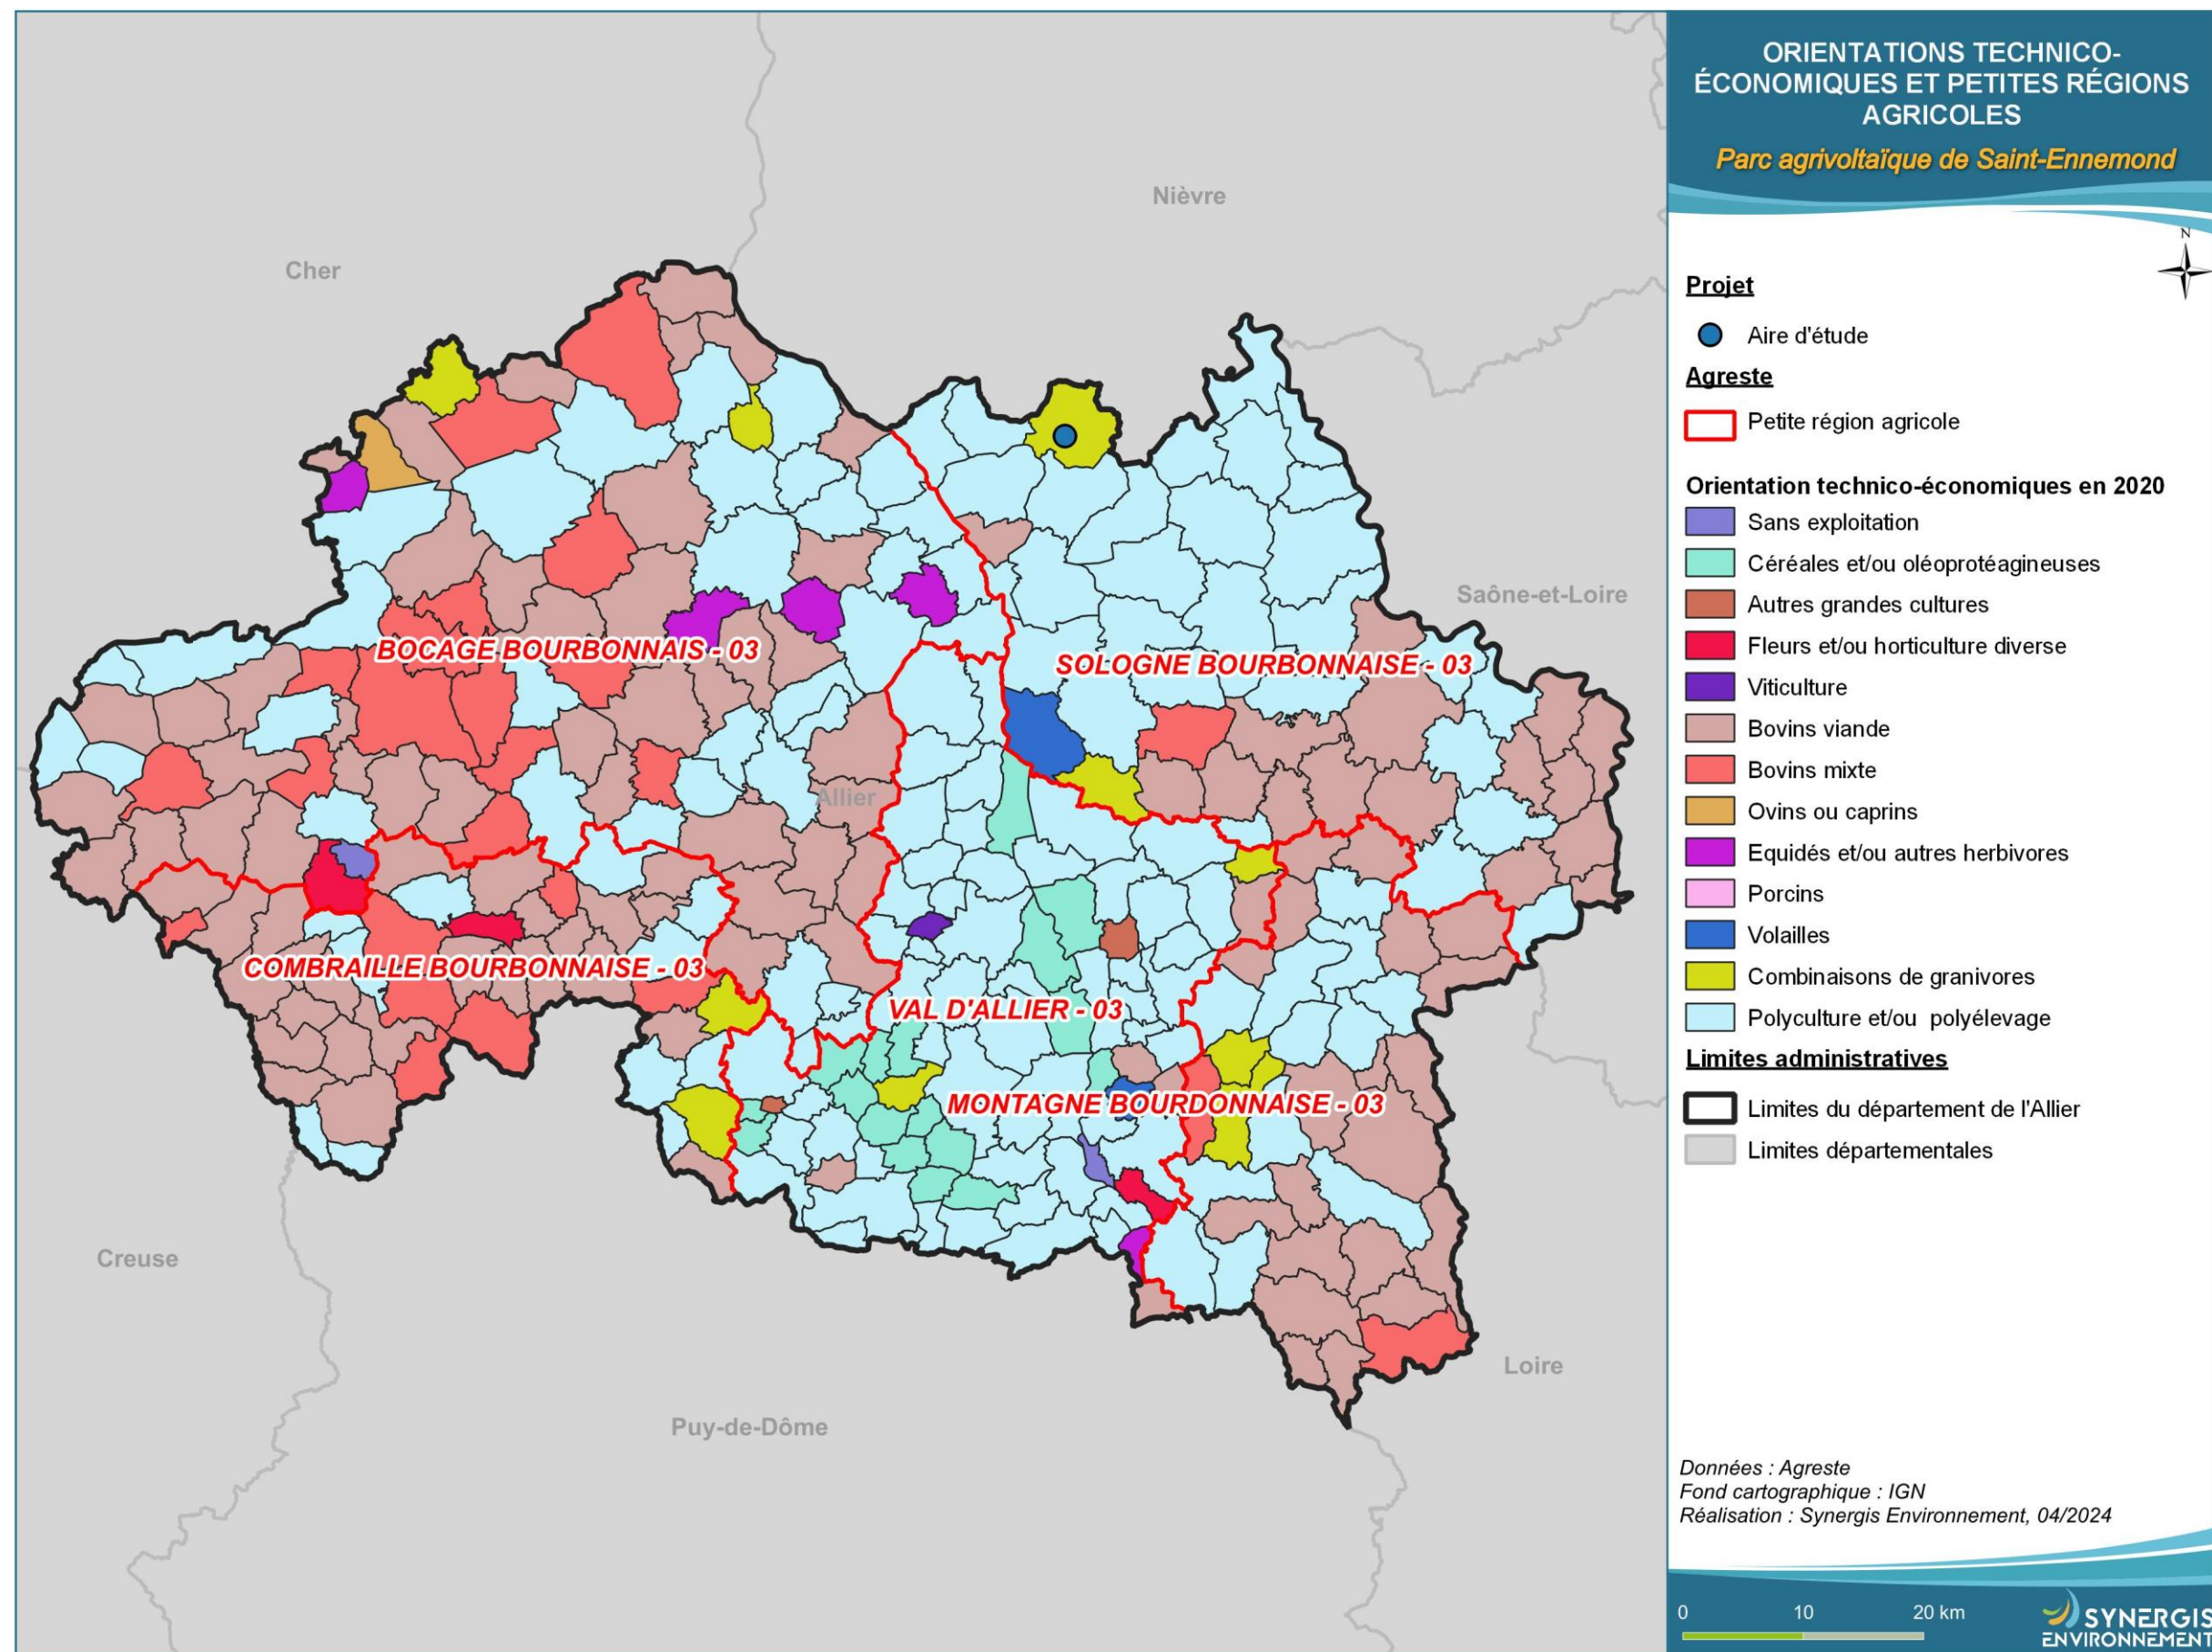 ORIENTATIONS TECHNICO-
ÉCONOMIQUES ET PETITES RÉGIONS
AGRICOLES
Parc agrivoltaïque de Saint-Ennemond
N
Projet
Aire d'étude
Agreste
Petite région agricole
Orientation technico-économiques en 2020
Sans exploitation
Céréales et/ou oléoprotéagineuses
Autres grandes cultures
Fleurs et/ou horticulture diverse
Viticulture
Bovins viande
Bovins mixte
Ovins ou caprins
Equidés et/ou autres herbivores
Porcins
Volailles
Combinaisons de granivores
Polyculture et/ou polyélevage
Limites administratives
Limites du département de l'Allier
Limites départementales
Données : Agreste
Fond cartographique : IGN
Réalisation : Synergis Environnement, 04/2024
0 10 20 km
SYNERGIS
ENVIRONNEMENT
Nièvre
Cher
Saône-et-Loire
BOCAGE BOURBONNAIS - 03
SOLOGNE BOURBONNAISE - 03
Allier
COMBRAILLE BOURBONNAISE - 03
VAL D'ALLIER - 03
MONTAGNE BOURDONNAISE - 03
Creuse
Loire
Puy-de-Dôme